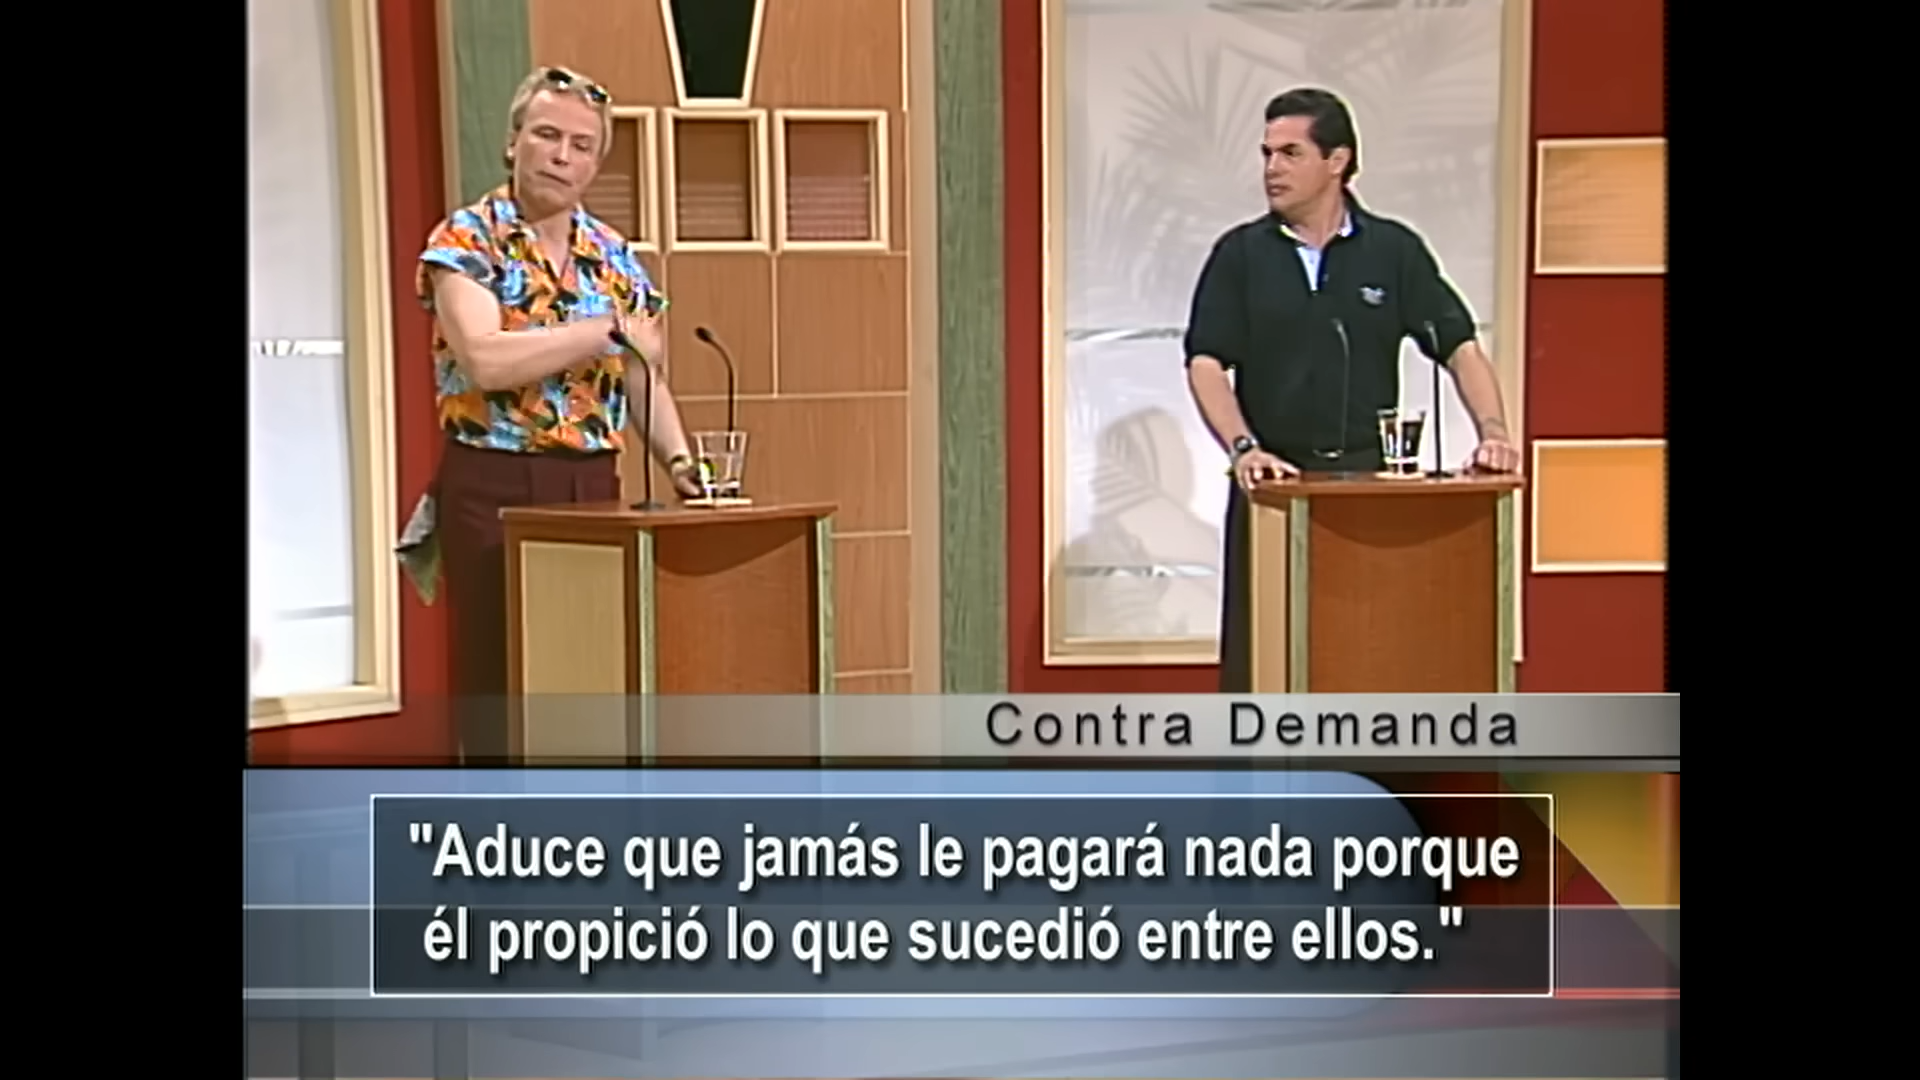 Contra Demanda
"Aduce que jamás le pagará nada porque
él propició lo que sucedió entre ellos."